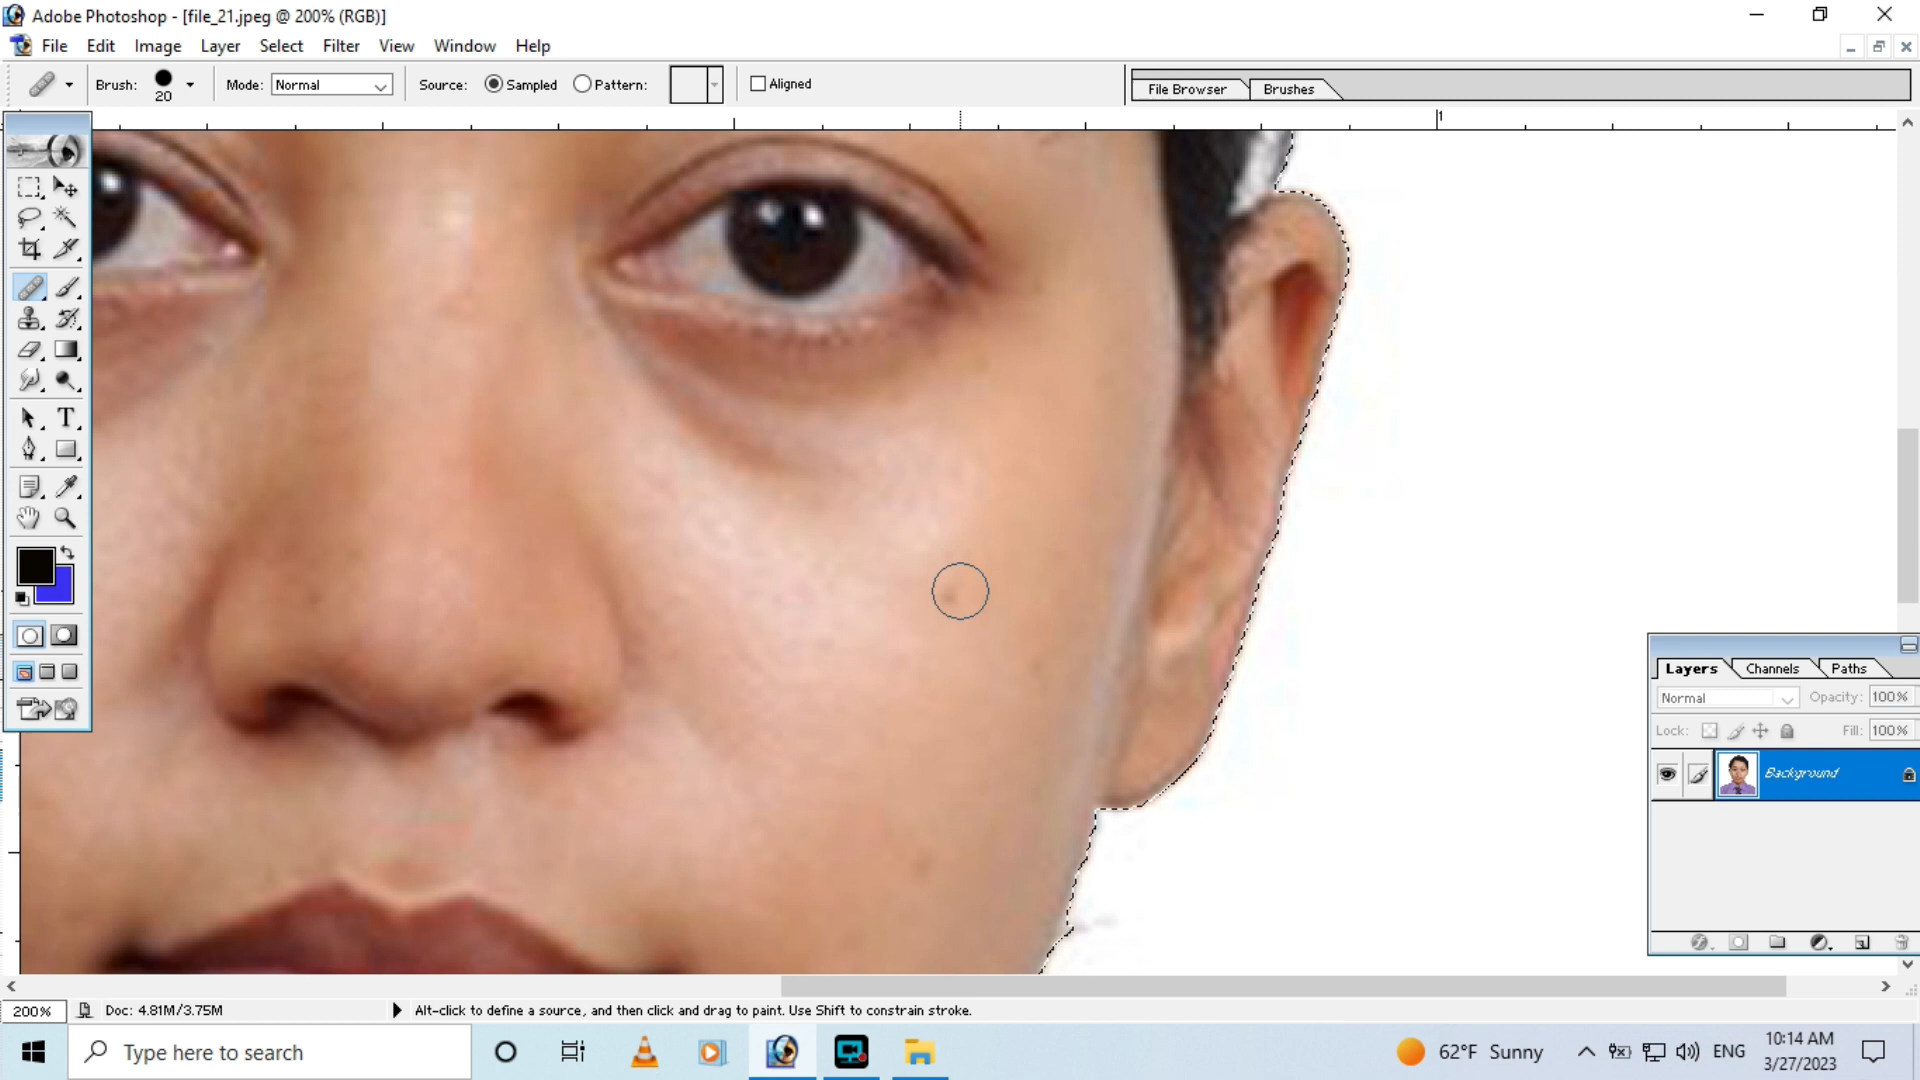 Adobe Photoshop - [file_21.jpeg @ 200% (RGB)]
File Edit Image Layer Select Filter View Window Help
Brush: 20 Mode: Normal Source: Sampled Pattern: Aligned File Browser Brushes
1
T
Layers Channels Paths
Normal Opacity: 100%
Lock: Fill: 100%
Background
200% Doc: 4.81M/3.75M Alt-click to define a source, and then click and drag to paint. Use Shift to constrain stroke.
Type here to search 62°F Sunny ENG 10:14 AM
3/27/2023